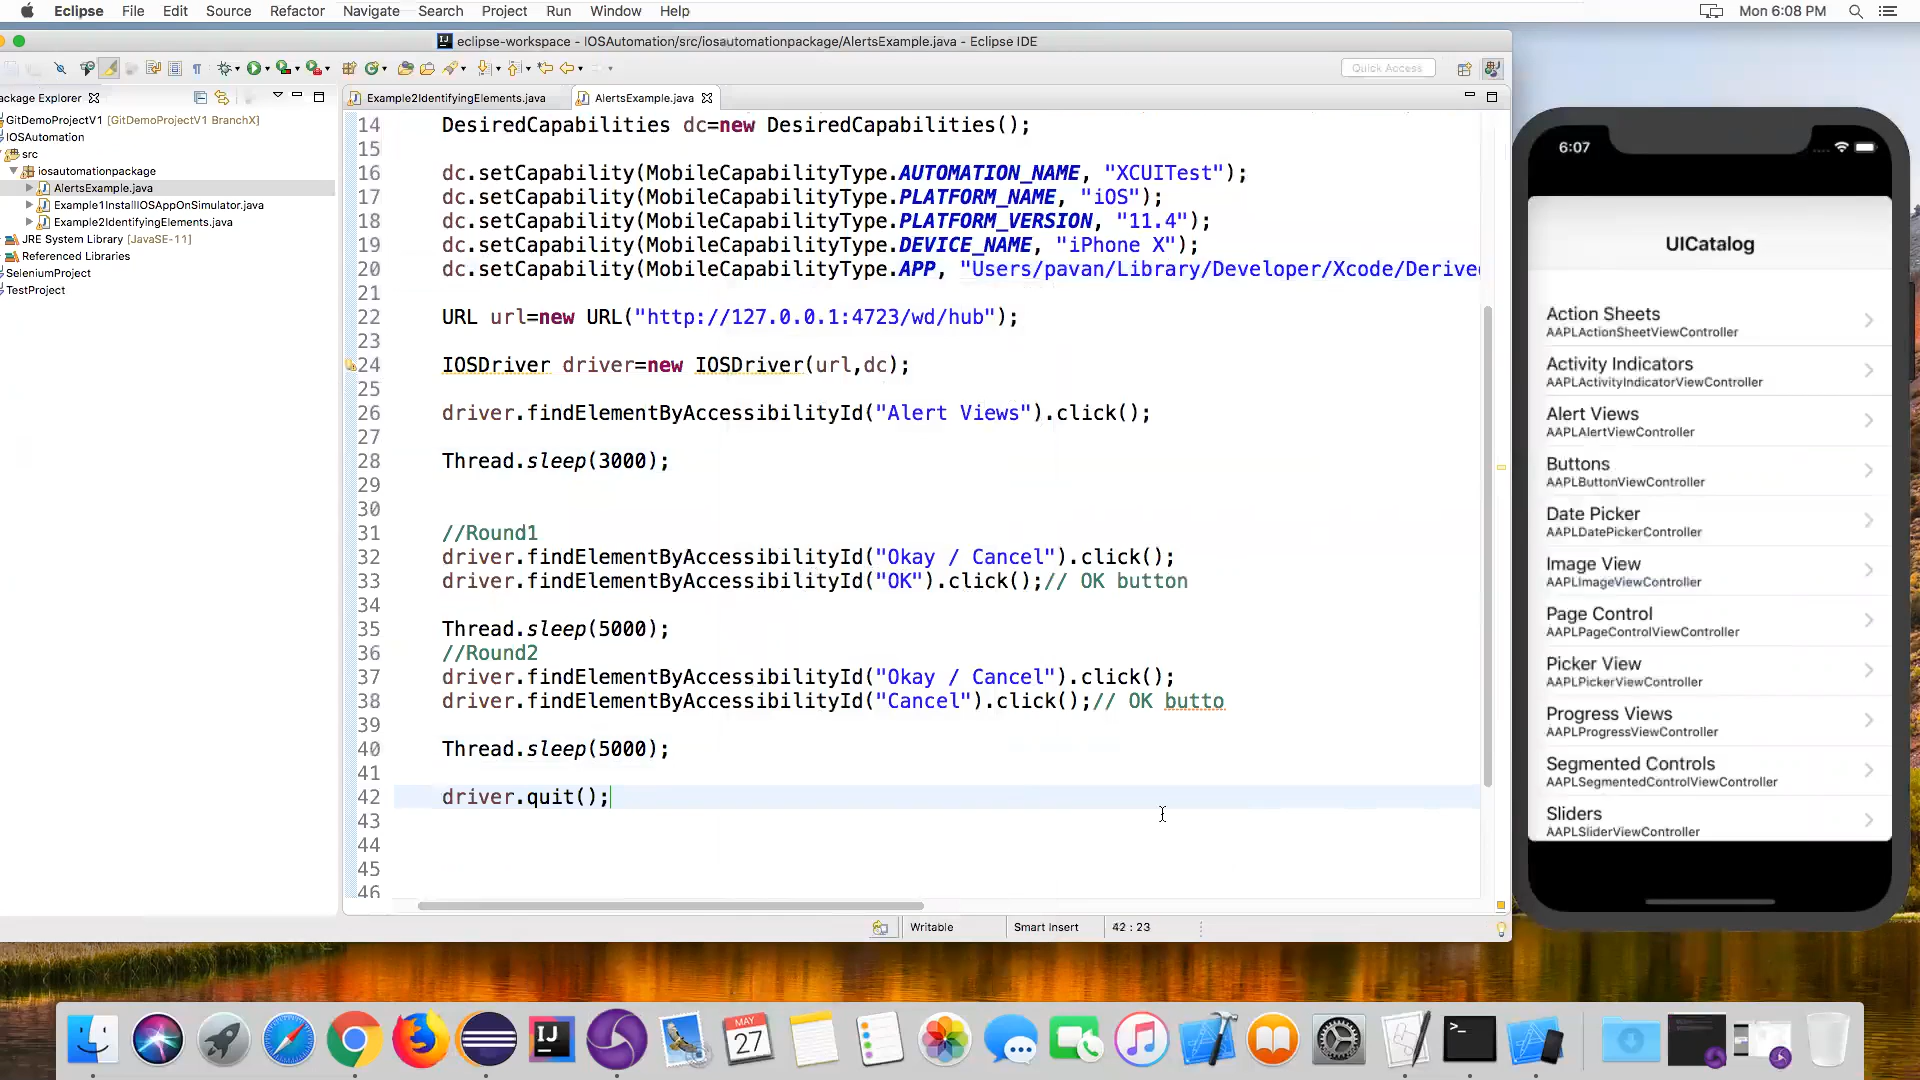 Eclipse File Edit Source Refactor Navigate Search Project Run Window Help Mon 6:08 PM
eclipse-workspace - IOSAutomation/src/iosautomationpackage/AlertsExample.java - Eclipse IDE
Quick Access
ackage Explorer
GitDemoProjectV1 [GitDemoProjectV1 BranchX]
IOSAutomation
src
iosautomationpackage
AlertsExample.java
Example1InstallIOSAppOnSimulator.java
Example2IdentifyingElements.java
JRE System Library [JavaSE-11]
Referenced Libraries
SeleniumProject
TestProject
Example2IdentifyingElements.java AlertsExample.java
14 DesiredCapabilities dc=new DesiredCapabilities();
15
16 dc.setCapability(MobileCapabilityType.AUTOMATION_NAME, "XCUITest");
17 dc.setCapability(MobileCapabilityType.PLATFORM_NAME, "iOS");
18 dc.setCapability(MobileCapabilityType.PLATFORM_VERSION, "11.4");
19 dc.setCapability(MobileCapabilityType.DEVICE_NAME, "iPhone X");
20 dc.setCapability(MobileCapabilityType.APP, "Users/pavan/Library/Developer/Xcode/Derive
21
22 URL url=new URL("http://127.0.0.1:4723/wd/hub");
23
24 IOSDriver driver=new IOSDriver(url,dc);
25
26 driver.findElementByAccessibilityId("Alert Views").click();
27
28 Thread.sleep(3000);
29
30
31 //Round1
32 driver.findElementByAccessibilityId("Okay / Cancel").click();
33 driver.findElementByAccessibilityId("OK").click();// OK button
34
35 Thread.sleep(5000);
36 //Round2
37 driver.findElementByAccessibilityId("Okay / Cancel").click();
38 driver.findElementByAccessibilityId("Cancel").click();// OK butto
39
40 Thread.sleep(5000);
41
42 driver.quit();
43
44
45
46
Writable Smart Insert 42 : 23
6:07
UICatalog
Action Sheets
AAPLActionSheetViewController
Activity Indicators
AAPLActivityIndicatorViewController
Alert Views
AAPLAlertViewController
Buttons
AAPLButtonViewController
Date Picker
AAPLDatePickerController
Image View
AAPLImageViewController
Page Control
AAPLPageControlViewController
Picker View
AAPLPickerViewController
Progress Views
AAPLProgressViewController
Segmented Controls
AAPLSegmentedControlViewController
Sliders
AAPLSliderViewController
IJ
MAY
27
>_